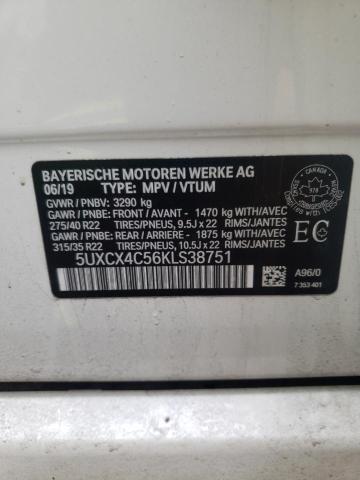 BAYERISCHE MOTOREN WERKE AG
06/19 TYPE: MPV / VTUM
GVWR / PNBV: 3290 kg
GAWR / PNBE: FRONT / AVANT - 1470 kg WITH/AVEC
275/40 R22 TIRES/PNEUS, 9.5J x 22 RIMS/JANTES
GAWR / PNBE: REAR / ARRIERE - 1875 kg WITH/AVEC
315/35 R22 TIRES/PNEUS, 10.5J x 22 RIMS/JANTES
5UXCX4C56KLS38751
CANADA
978
EC
A96/0
7 353 401